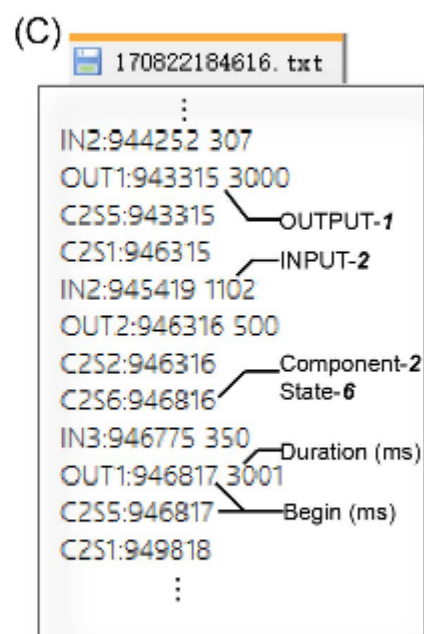 (C)
170822184616. txt
⋮
IN2:944252 307
OUT1:943315 3000
C2S5:943315
OUTPUT-1
C2S1:946315
INPUT-2
IN2:945419 1102
OUT2:946316 500
C2S2:946316
Component-2
C2S6:946816
State-6
IN3:946775 350
Duration (ms)
OUT1:946817 3001
C2S5:946817
Begin (ms)
C2S1:949818
⋮